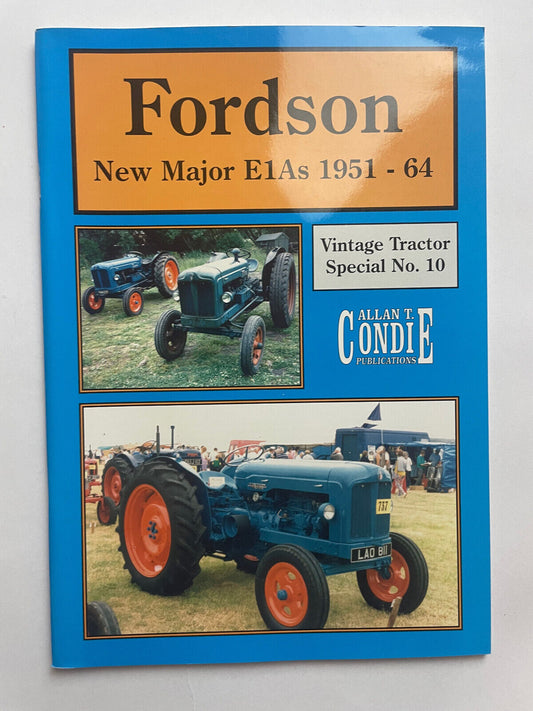 Fordson
New Major E1As 1951 - 64
Vintage Tractor
Special No. 10
ALLAN T.
CONDIE
PUBLICATIONS
737
LAO 811